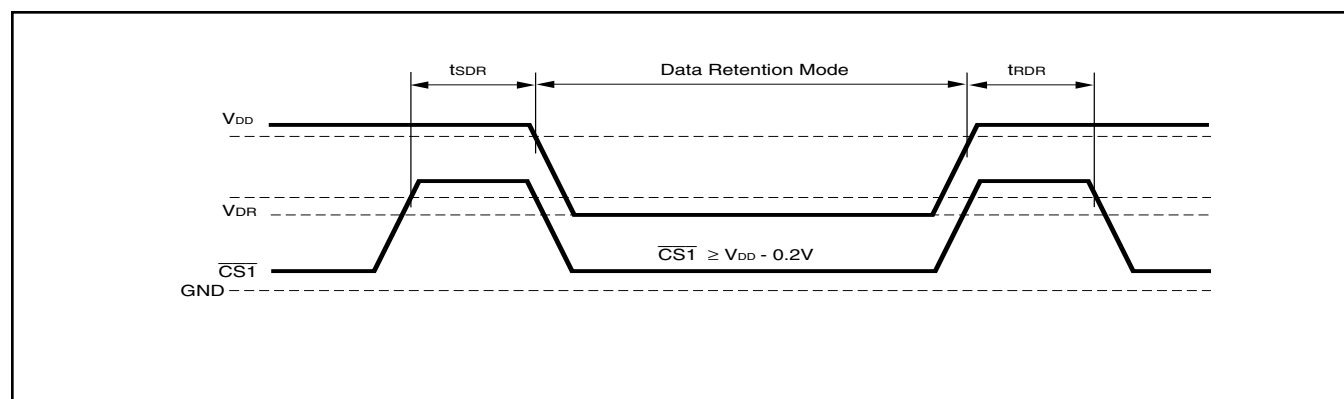 tSDR Data Retention Mode tRDR
VDD
VDR
CS1 ≥ VDD - 0.2V
CS1
GND